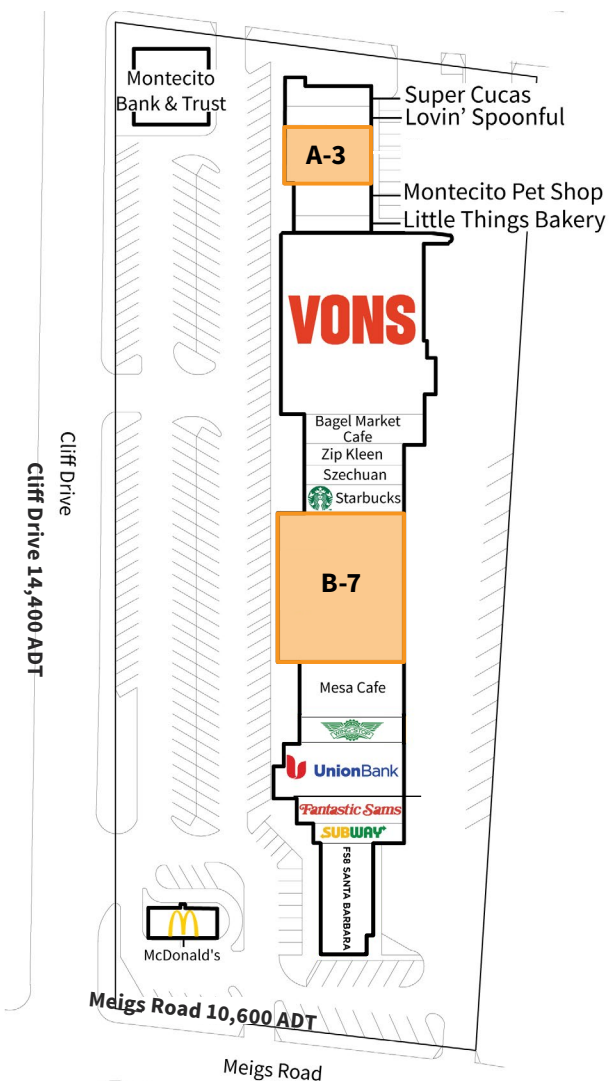 Montecito
Bank & Trust
Super Cucas
Lovin' Spoonful
A-3
Montecito Pet Shop
Little Things Bakery
VONS
Bagel Market
Cafe
Zip Kleen
Szechuan
Starbucks
Cliff Drive
Cliff Drive 14,400 ADT
B-7
Mesa Cafe
WINGSTOP
UnionBank
Fantastic Sams
SUBWAY
FS8 SANTA BARBARA
McDonald's
Meigs Road 10,600 ADT
Meigs Road